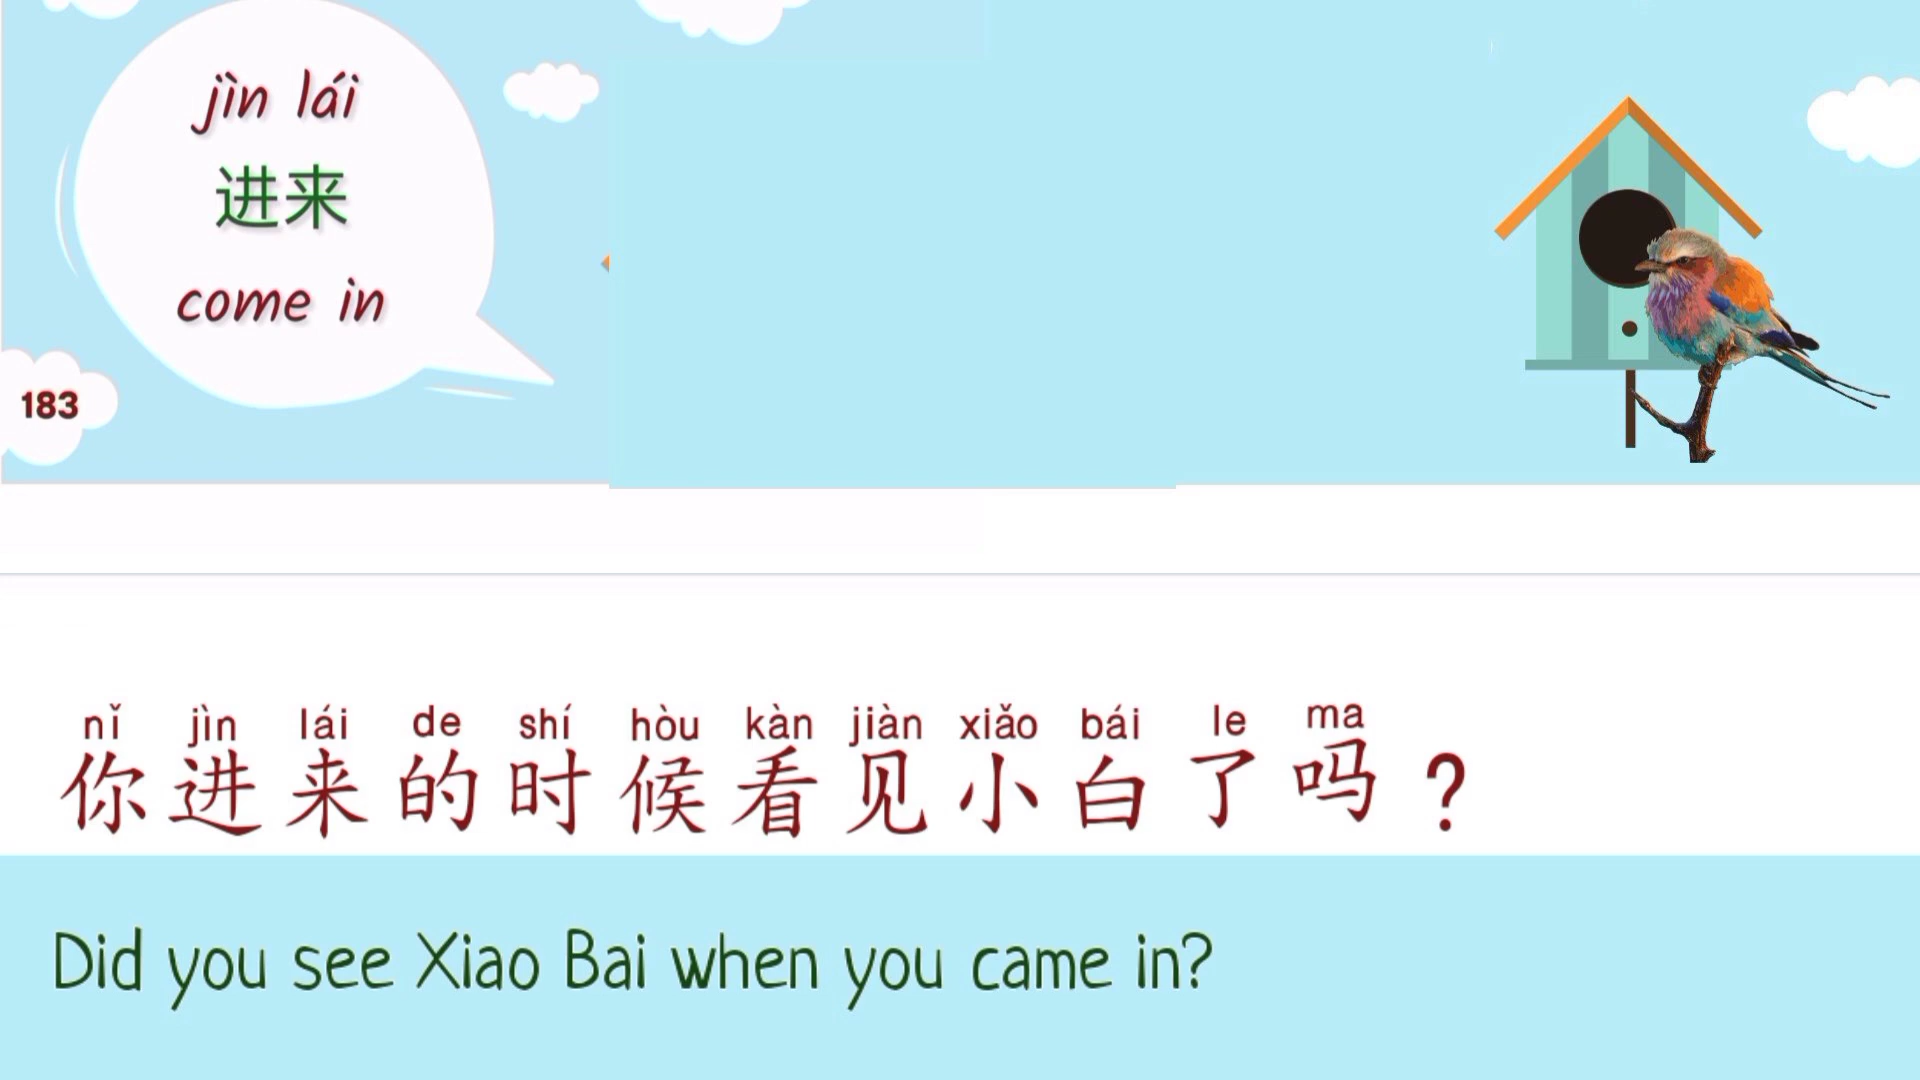 jìn lái
进来
come in
183
nǐ jìn lái de shí hòu kàn jiàn xiǎo bái le ma
你进来的时候看见小白了吗?
Did you see Xiao Bai when you came in?